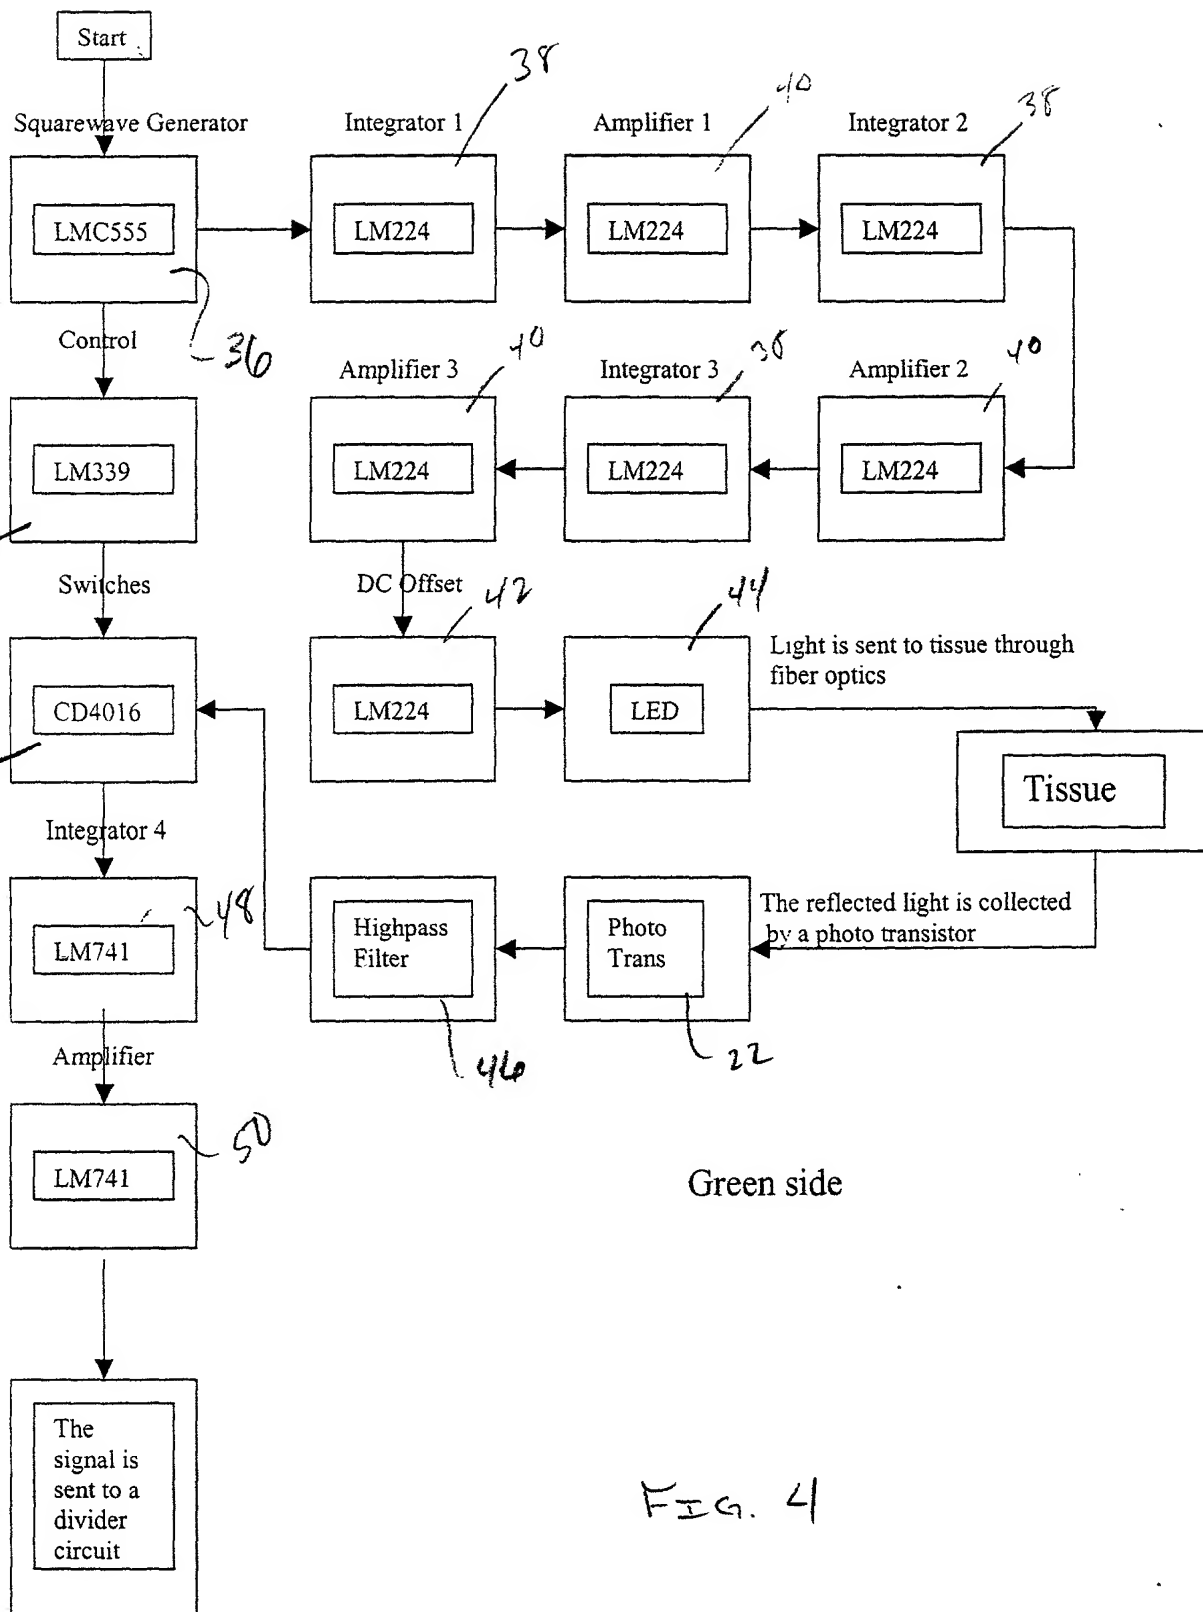 Start
Squarewave Generator
LMC555
36
Integrator 1
38
LM224
Amplifier 1
40
LM224
Integrator 2
38
LM224
Control
LM339
Amplifier 3
40
LM224
Integrator 3
38
LM224
Amplifier 2
40
LM224
Switches
CD4016
DC Offset
42
LM224
44
LED
Light is sent to tissue through
fiber optics
Tissue
Integrator 4
48
LM741
Highpass
Filter
46
Photo
Trans
22
The reflected light is collected
by a photo transistor
Amplifier
50
LM741
Green side
The
signal is
sent to a
divider
circuit
FIG. 4